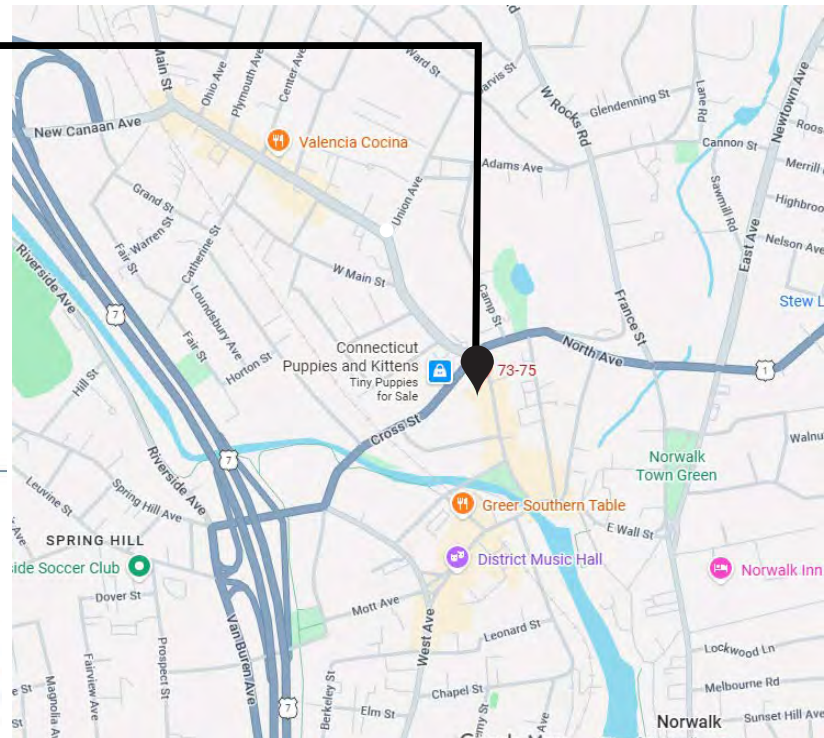 Main St
Ohio Ave
Plymouth Ave
Center Ave
Ward St
Jarvis St
W Rocks Rd
Glendenning St
Lane Rd
Newtown Ave
New Canaan Ave
Valencia Cocina
Cannon St
Adams Ave
Merrill
Sawmill Rd
Highbroo
Grand St
Warren St
Fair St
Catherine St
Union Ave
Nelson Ave
East Ave
Riverside Ave
W Main St
7
Loundsbury Ave
Camp St
France St
Stew L
Fair St
Horton St
Connecticut
Puppies and Kittens
Tiny Puppies
for Sale
73-75
North Ave
1
Hill St
Cross St
Walnu
Norwalk
Town Green
7
Riverside Ave
Leuvine St
Spring Hill Ave
Greer Southern Table
E Wall St
SPRING HILL
side Soccer Club
District Music Hall
Norwalk Inn
Dover St
Mott Ave
West Ave
Leonard St
Lockwood Ln
Van Buren Ave
Prospect St
Fairview Ave
Magnolia Av
Berkeley St
Chapel St
Melbourne Rd
7
Elm St
Norwalk
Sunset Hill Ave